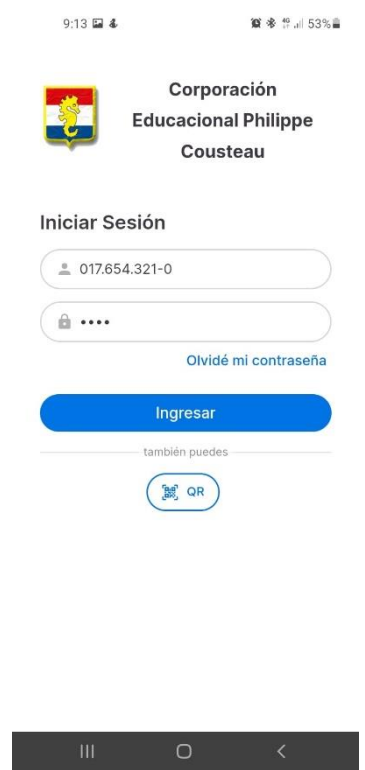 9:13 4G 53%
Corporación
Educacional Philippe
Cousteau
Iniciar Sesión
017.654.321-0
••••
Olvidé mi contraseña
Ingresar
también puedes
QR